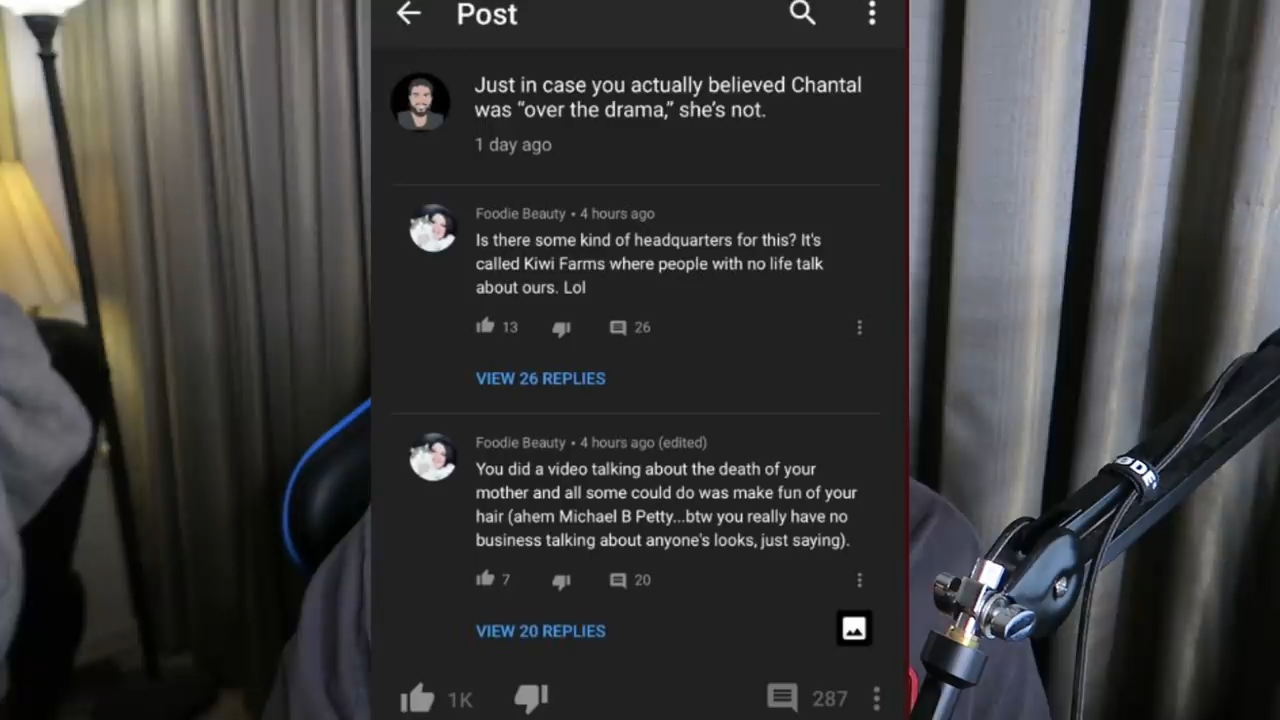 Post
Just in case you actually believed Chantal
was “over the drama,” she’s not.
1 day ago
Foodie Beauty • 4 hours ago
Is there some kind of headquarters for this? It's
called Kiwi Farms where people with no life talk
about ours. Lol
13 26
VIEW 26 REPLIES
Foodie Beauty • 4 hours ago (edited)
You did a video talking about the death of your
mother and all some could do was make fun of your
hair (ahem Michael B Petty...btw you really have no
business talking about anyone's looks, just saying).
7 20
VIEW 20 REPLIES
1K 287